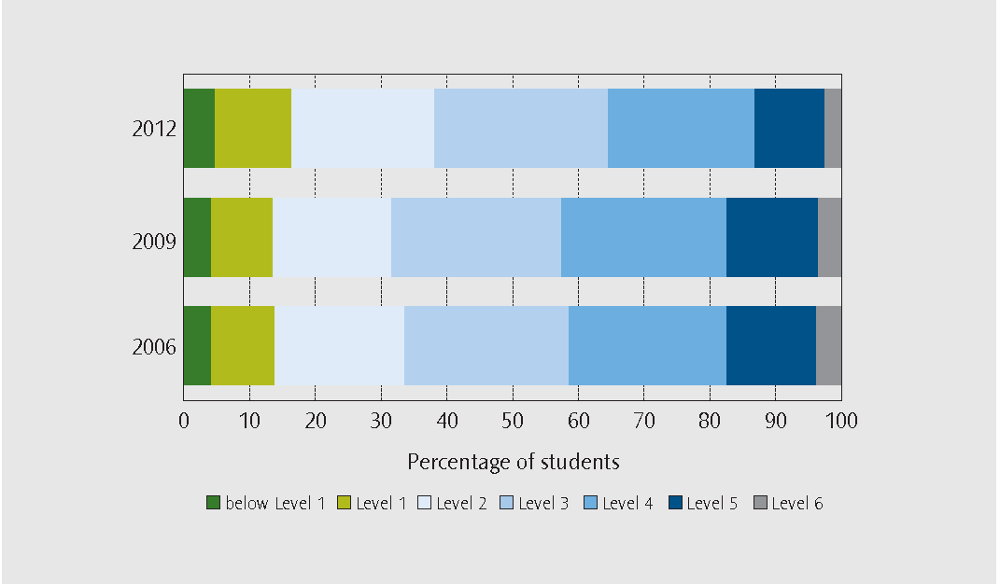 2012
2009
2006
0 10 20 30 40 50 60 70 80 90 100
Percentage of students
below Level 1 Level 1 Level 2 Level 3 Level 4 Level 5 Level 6